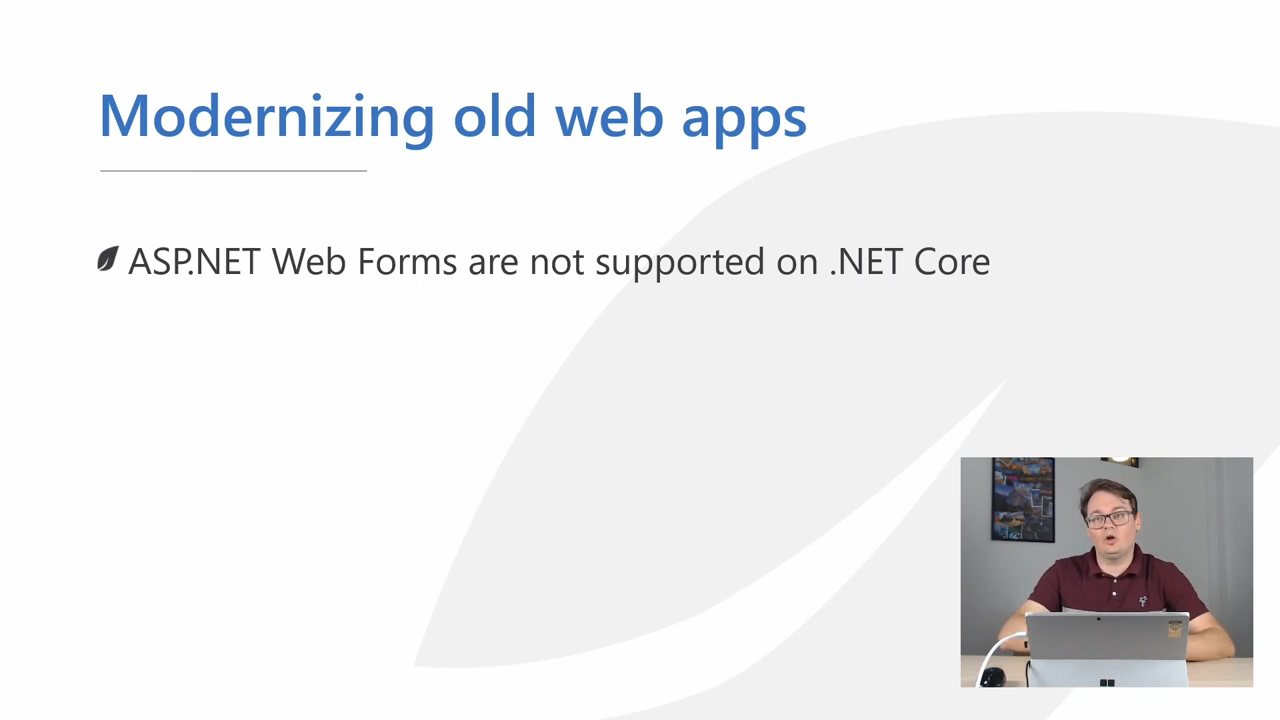 Modernizing old web apps
ASP.NET Web Forms are not supported on .NET Core